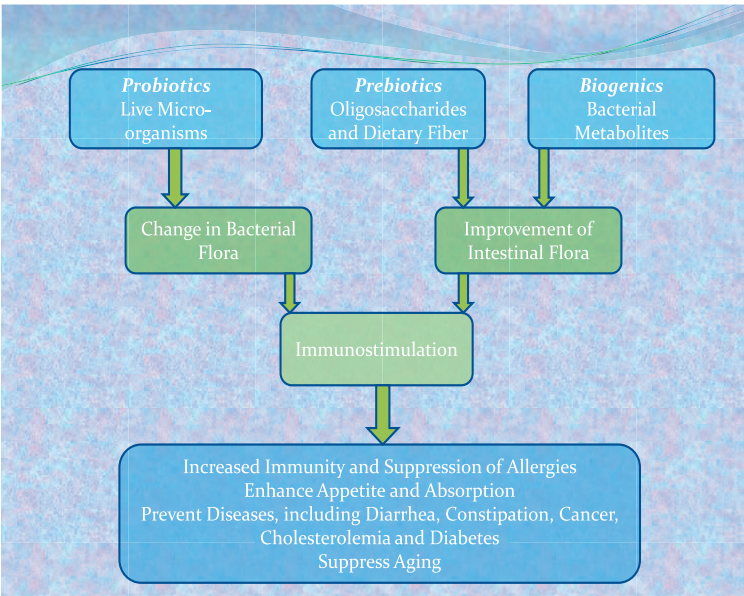 Probiotics
Live Micro-
organisms
Prebiotics
Oligosaccharides
and Dietary Fiber
Biogenics
Bacterial
Metabolites
Change in Bacterial
Flora
Improvement of
Intestinal Flora
Immunostimulation
Increased Immunity and Suppression of Allergies
Enhance Appetite and Absorption
Prevent Diseases, including Diarrhea, Constipation, Cancer,
Cholesterolemia and Diabetes
Suppress Aging